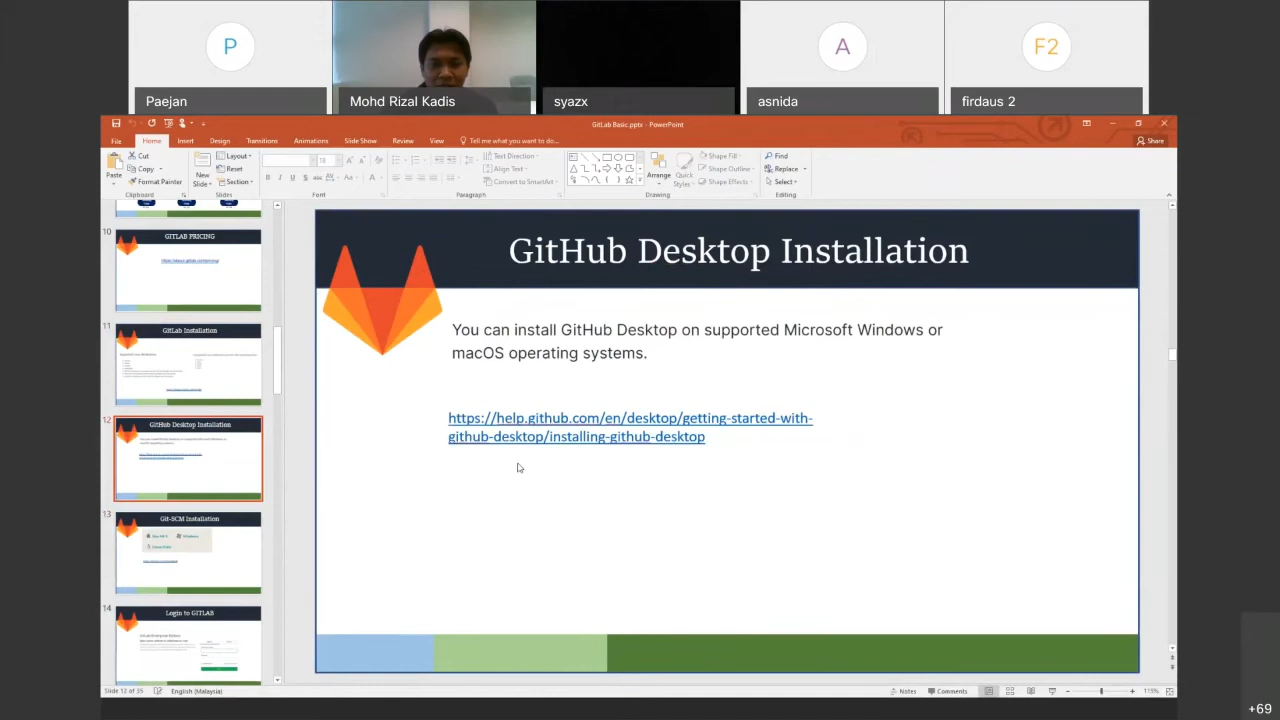 P
A
F2
Paejan
Mohd Rizal Kadis
syazx
asnida
firdaus 2
GitLab Basic.pptx - PowerPoint
File
Home
Insert
Design
Transitions
Animations
Slide Show
Review
View
Tell me what you want to do...
Share
Paste
Cut
Copy
Format Painter
Clipboard
New
Slide
Layout
Reset
Section
Slides
18
Font
Text Direction
Align Text
Convert to SmartArt
Paragraph
Arrange
Quick
Styles
Shape Fill
Shape Outline
Shape Effects
Drawing
Find
Replace
Select
Editing
10
GITLAB PRICING
11
GitLab Installation
12
GitHub Desktop Installation
13
Git-SCM Installation
Windows
14
Login to GITLAB
GitHub Desktop Installation
You can install GitHub Desktop on supported Microsoft Windows or
macOS operating systems.
https://help.github.com/en/desktop/getting-started-with-
github-desktop/installing-github-desktop
Slide 12 of 35
English (Malaysia)
Notes
Comments
115%
+69